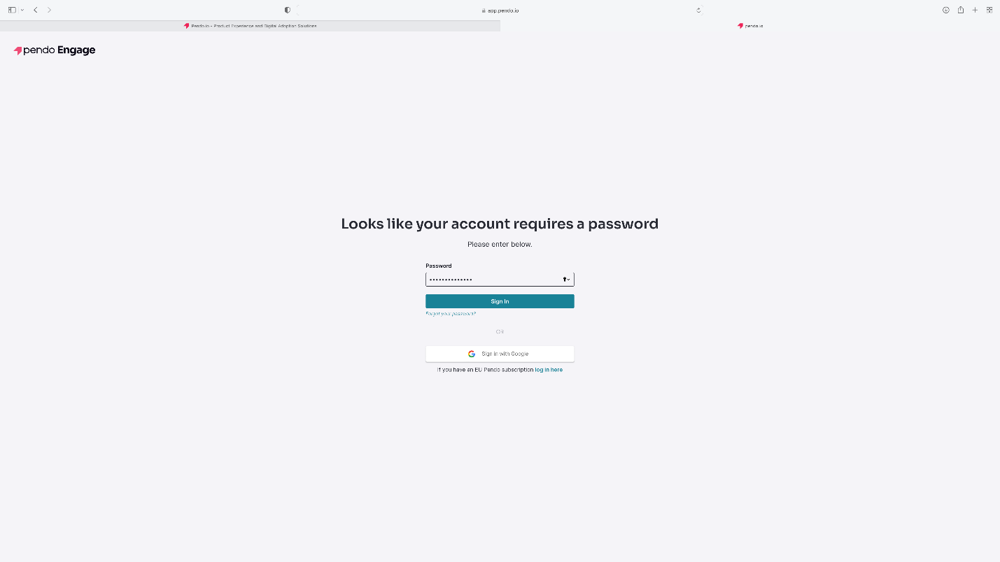 app.pendo.io
Pendo.io - Product Experience and Digital Adoption Solutions
pendo.io
pendo Engage
Looks like your account requires a password
Please enter below.
Password
••••••••••••••
Sign In
Forgot your password?
OR
Sign in with Google
If you have an EU Pendo subscription log in here